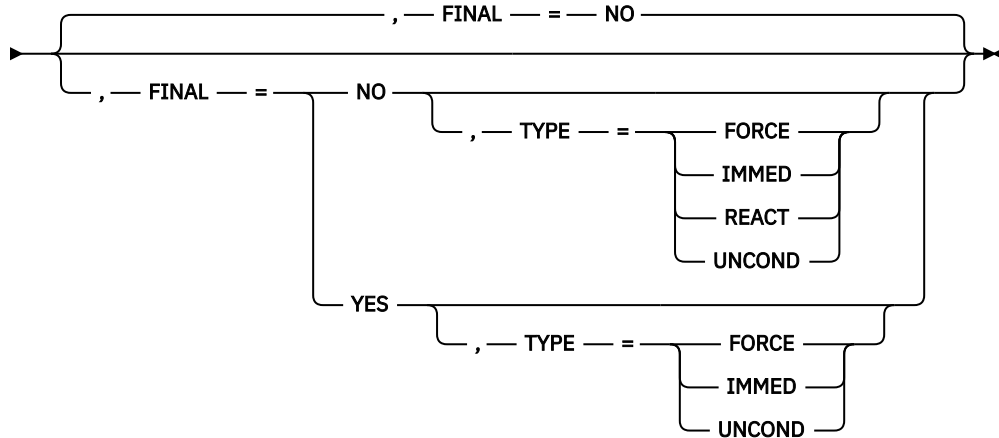 , FINAL = NO
, FINAL = NO
, TYPE = FORCE
IMMED
REACT
UNCOND
YES
, TYPE = FORCE
IMMED
UNCOND